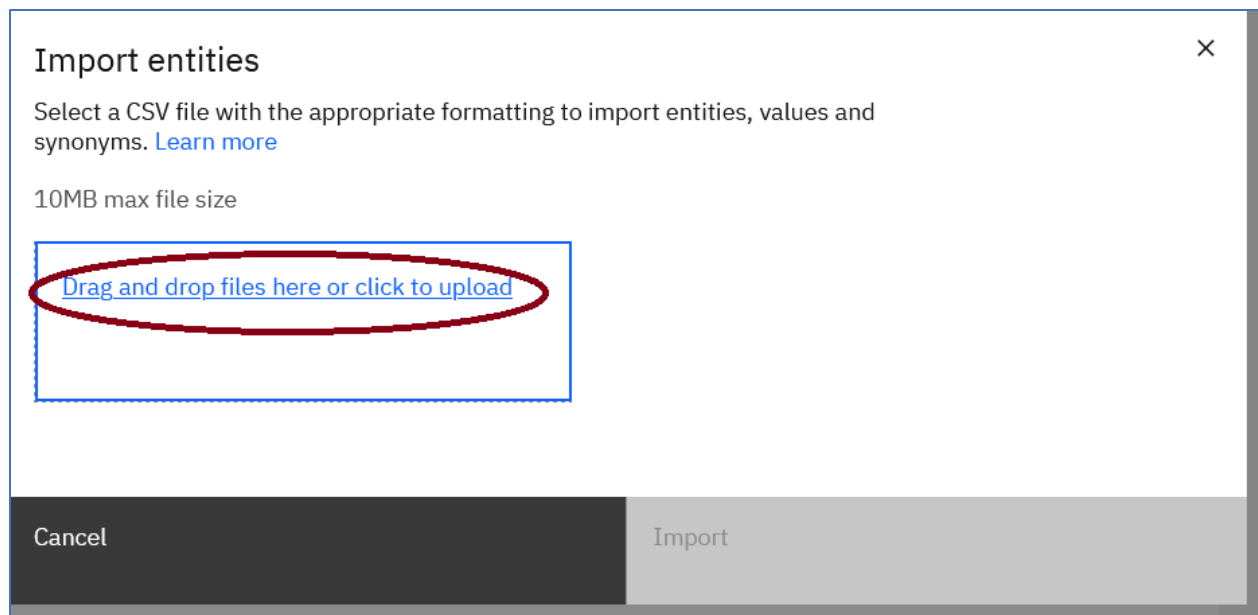 Import entities
Select a CSV file with the appropriate formatting to import entities, values and
synonyms. Learn more
10MB max file size
Drag and drop files here or click to upload
Cancel
Import